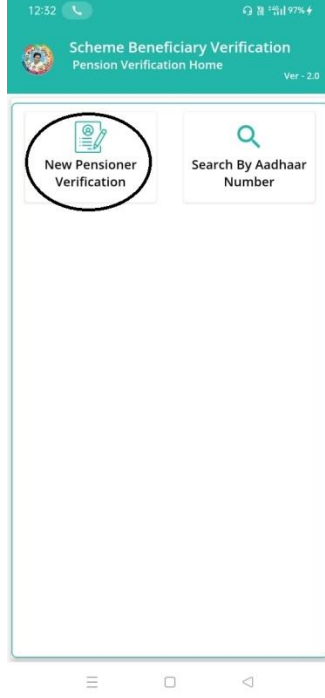 12:32
97%
Scheme Beneficiary Verification
Pension Verification Home
Ver - 2.0
New Pensioner
Verification
Search By Aadhaar
Number